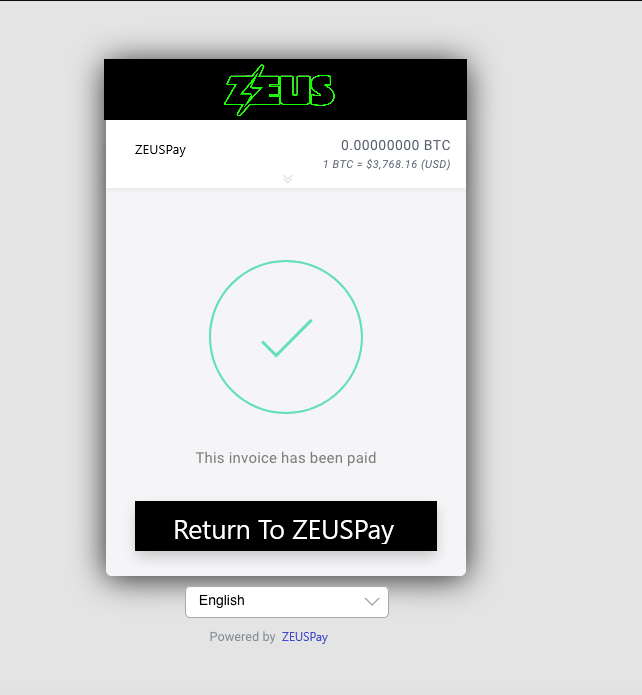 ZEUS
ZEUSPay
0.00000000 BTC
1 BTC = $3,768.16 (USD)
This invoice has been paid
Return To ZEUSPay
English
Powered by ZEUSPay